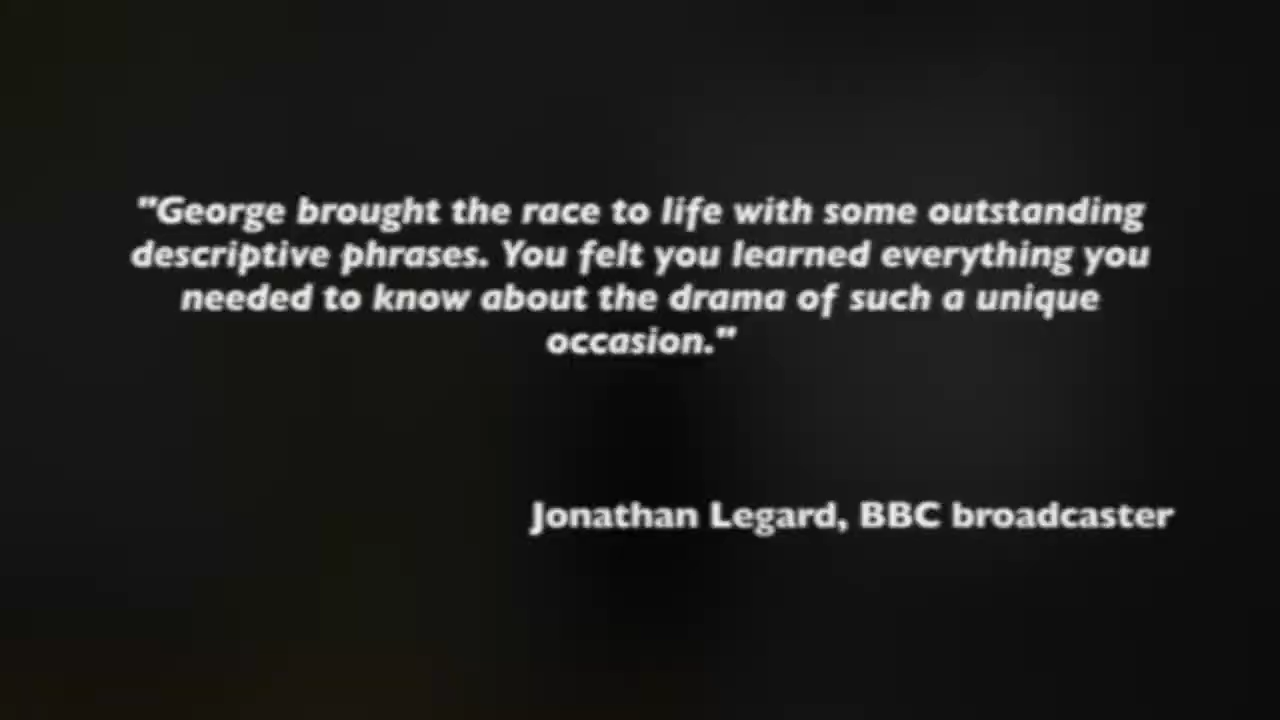 "George brought the race to life with some outstanding
descriptive phrases. You felt you learned everything you
needed to know about the drama of such a unique
occasion."
Jonathan Legard, BBC broadcaster